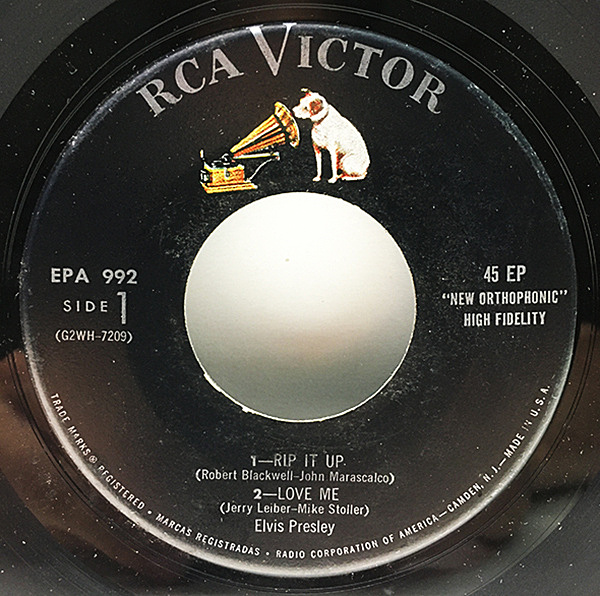 RCA VICTOR
EPA 992
SIDE 1
(G2WH-7209)
45 EP
"NEW ORTHOPHONIC"
HIGH FIDELITY
1—RIP IT UP
(Robert Blackwell-John Marascalco)
2—LOVE ME
(Jerry Leiber-Mike Stoller)
Elvis Presley
TRADE MARKS ® REGISTERED • MARCAS REGISTRADAS • RADIO CORPORATION OF AMERICA—CAMDEN, N. J.—MADE IN U.S.A.